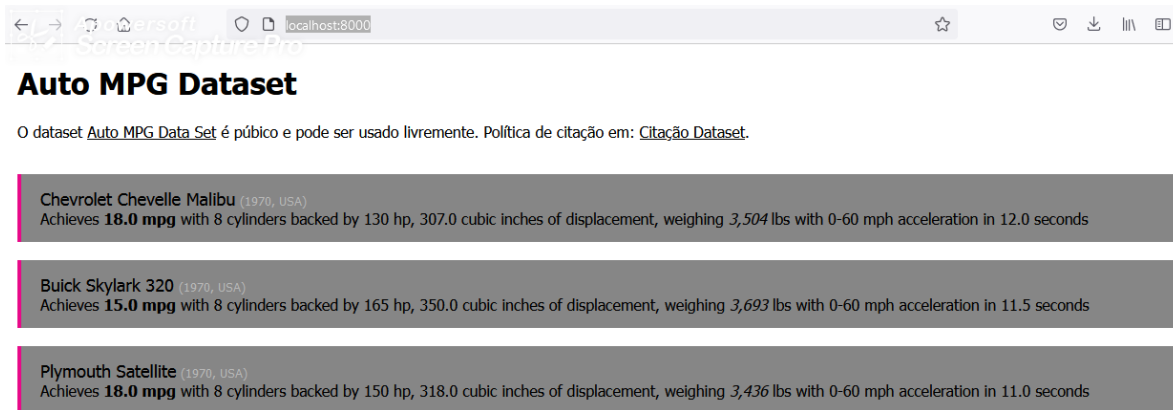 Apowersoft
Screen Capture Pro
localhost:8000
Auto MPG Dataset
O dataset Auto MPG Data Set é púbico e pode ser usado livremente. Política de citação em: Citação Dataset.
Chevrolet Chevelle Malibu (1970, USA)
Achieves 18.0 mpg with 8 cylinders backed by 130 hp, 307.0 cubic inches of displacement, weighing 3,504 lbs with 0-60 mph acceleration in 12.0 seconds
Buick Skylark 320 (1970, USA)
Achieves 15.0 mpg with 8 cylinders backed by 165 hp, 350.0 cubic inches of displacement, weighing 3,693 lbs with 0-60 mph acceleration in 11.5 seconds
Plymouth Satellite (1970, USA)
Achieves 18.0 mpg with 8 cylinders backed by 150 hp, 318.0 cubic inches of displacement, weighing 3,436 lbs with 0-60 mph acceleration in 11.0 seconds